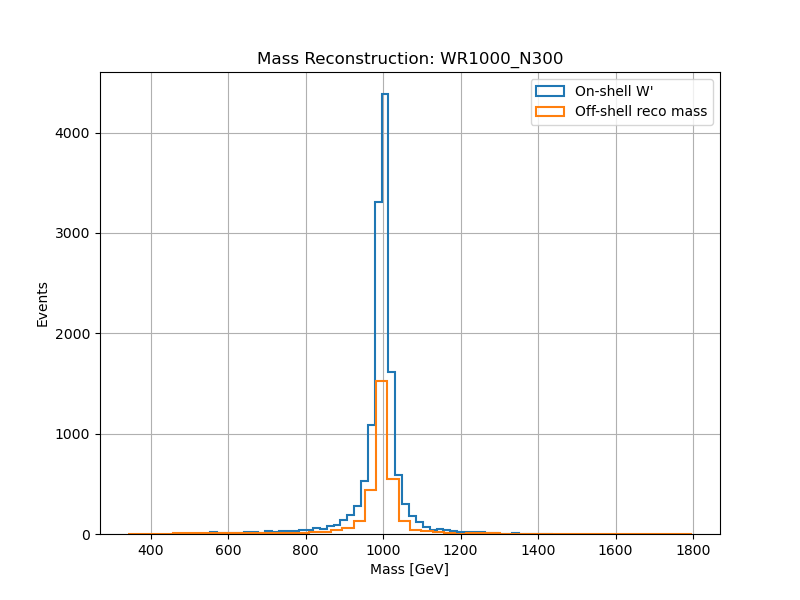 Mass Reconstruction: WR1000_N300
On-shell W'
Off-shell reco mass
Events
4000
3000
2000
1000
0
400 600 800 1000 1200 1400 1600 1800
Mass [GeV]